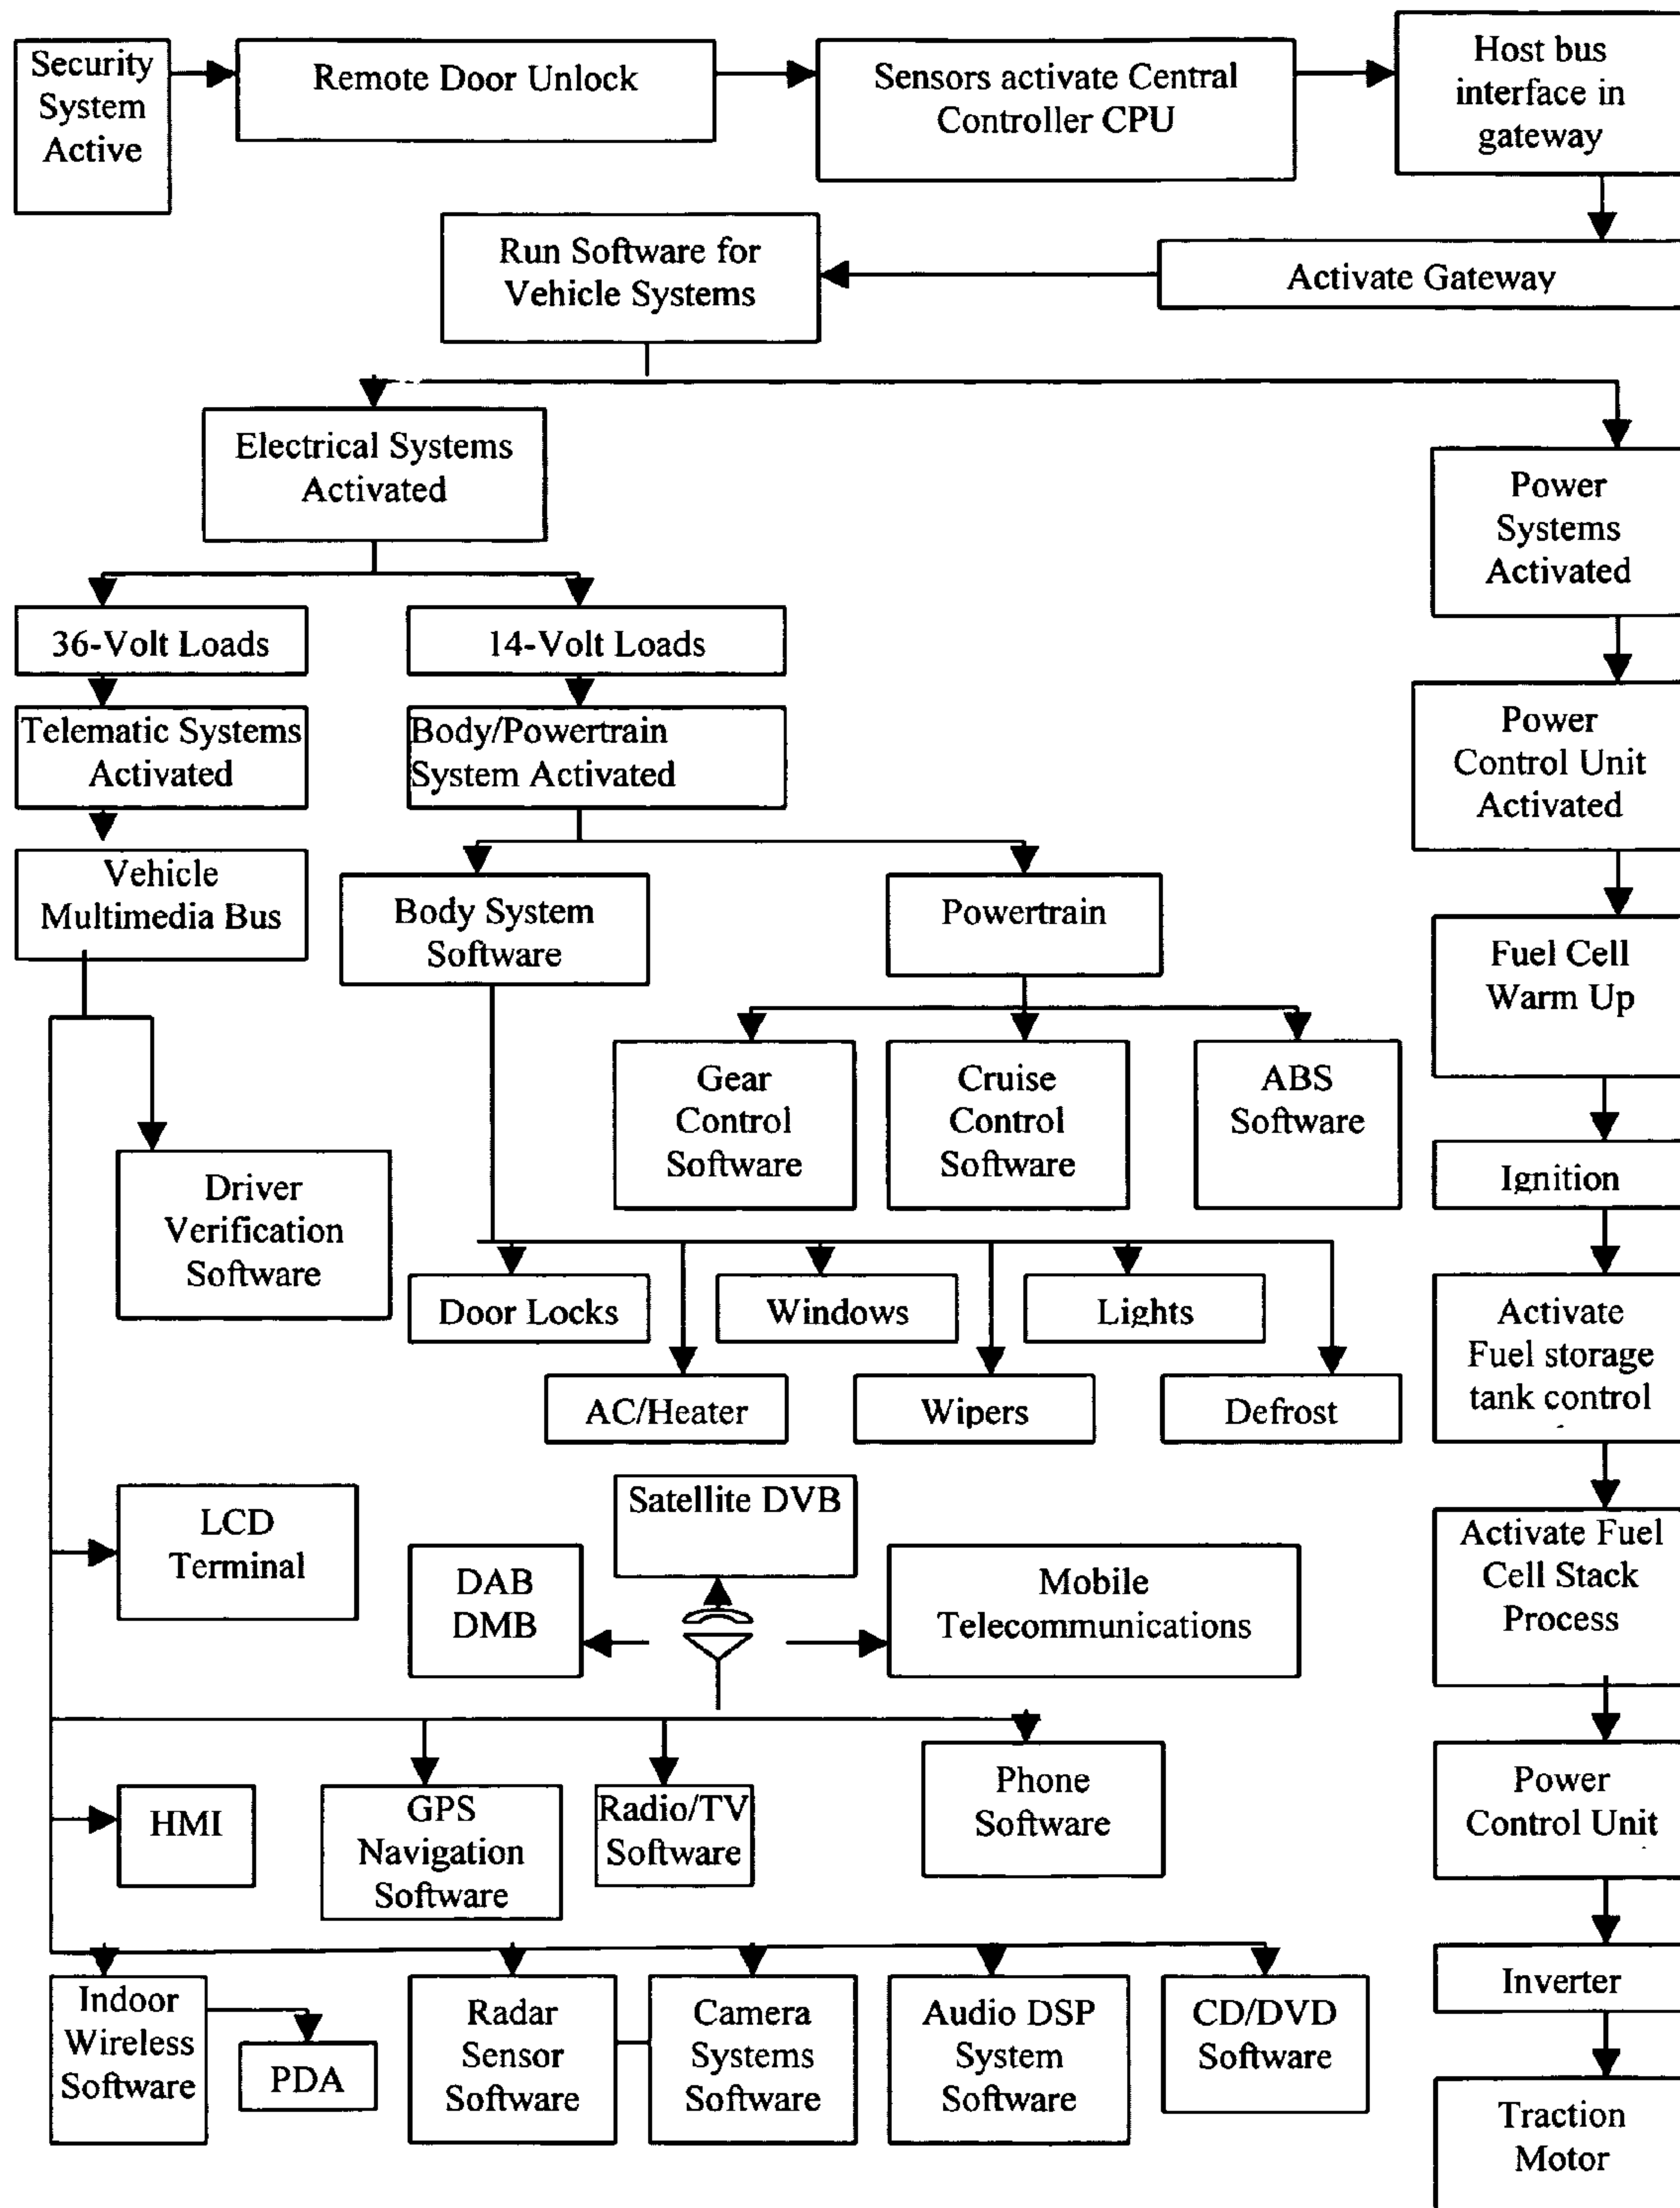 Security
System
Active
Remote Door Unlock
Sensors activate Central
Controller CPU
Host bus
interface in
gateway
Run Software for
Vehicle Systems
Activate Gateway
Electrical Systems
Activated
Power
Systems
Activated
36-Volt Loads
14-Volt Loads
Telematic Systems
Activated
Body/Powertrain
System Activated
Power
Control Unit
Activated
Vehicle
Multimedia Bus
Body System
Software
Powertrain
Fuel Cell
Warm Up
Gear
Control
Software
Cruise
Control
Software
ABS
Software
Driver
Verification
Software
Ignition
Door Locks
Windows
Lights
AC/Heater
Wipers
Defrost
Activate
Fuel storage
tank control
LCD
Terminal
Satellite DVB
DAB
DMB
Mobile
Telecommunications
Activate Fuel
Cell Stack
Process
HMI
GPS
Navigation
Software
Radio/TV
Software
Phone
Software
Power
Control Unit
Indoor
Wireless
Software
PDA
Radar
Sensor
Software
Camera
Systems
Software
Audio DSP
System
Software
CD/DVD
Software
Inverter
Traction
Motor